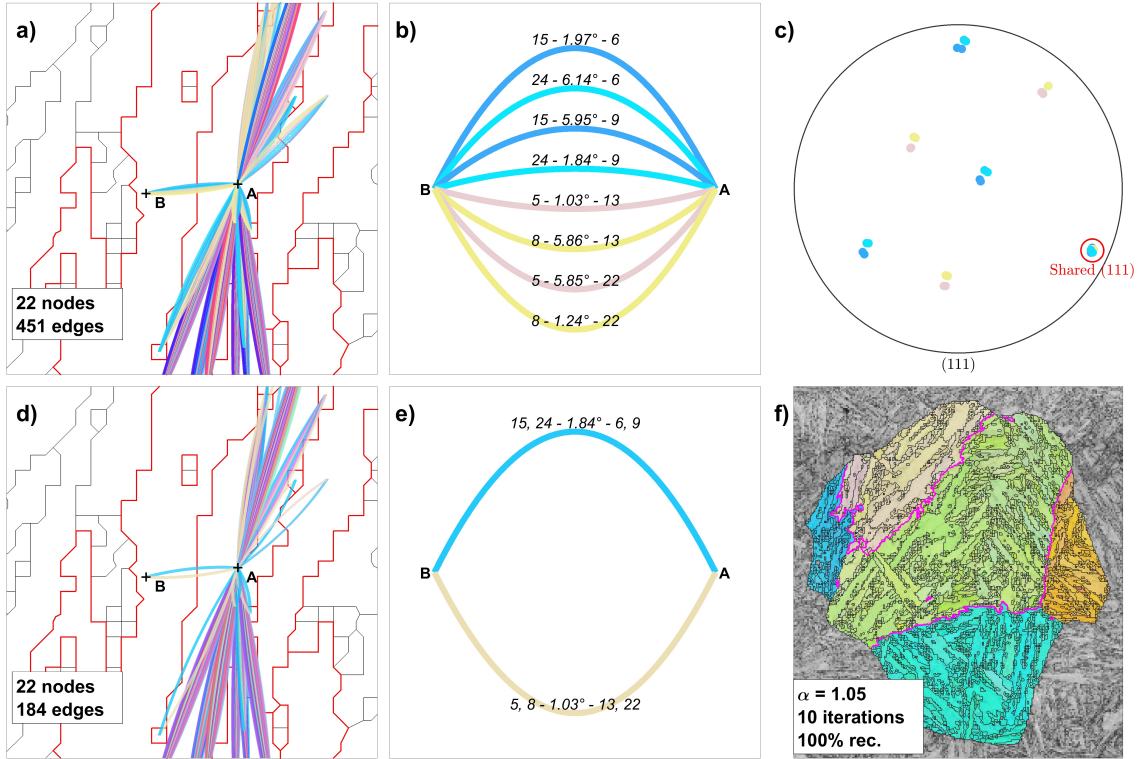 a)
A
B
22 nodes
451 edges
b)
15 - 1.97° - 6
24 - 6.14° - 6
15 - 5.95° - 9
24 - 1.84° - 9
B
A
5 - 1.03° - 13
8 - 5.86° - 13
5 - 5.85° - 22
8 - 1.24° - 22
c)
Shared (111)
(111)
d)
A
B
22 nodes
184 edges
e)
15, 24 - 1.84° - 6, 9
B
A
5, 8 - 1.03° - 13, 22
f)
α = 1.05
10 iterations
100% rec.